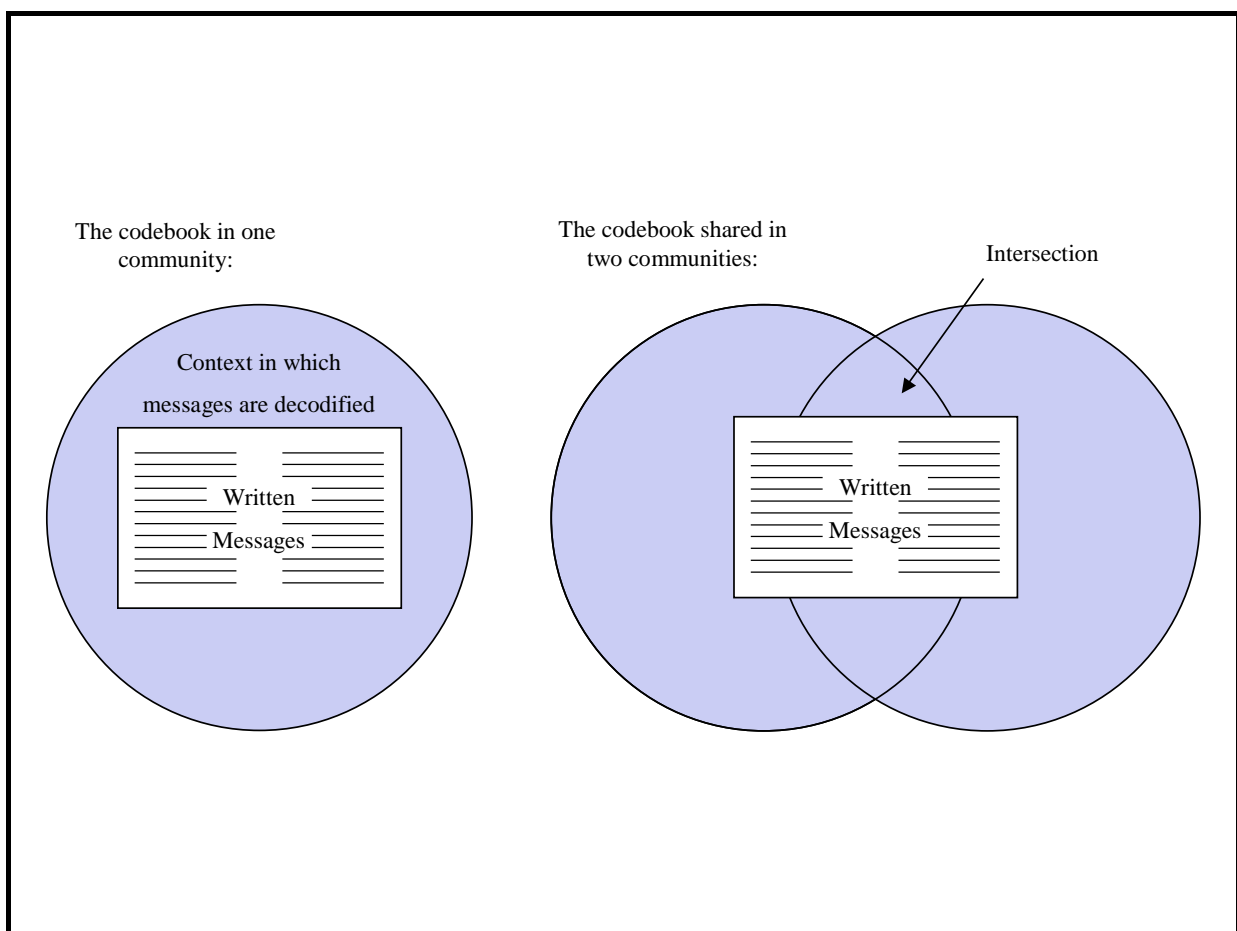 The codebook in one
community:
Context in which
messages are decodified
Written
Messages
The codebook shared in
two communities:
Intersection
Written
Messages